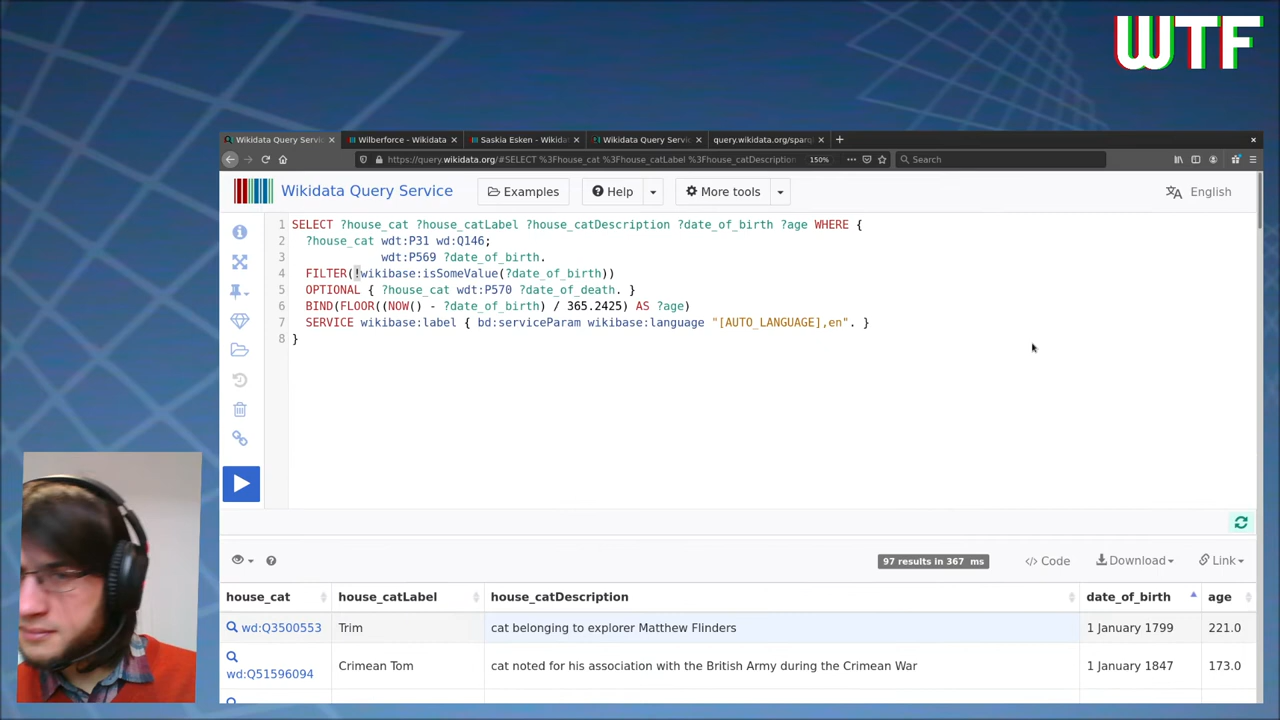 WTF
Wikidata Query Servic
Wilberforce - Wikidata
Saskia Esken - Wikidat
Wikidata Query Servic
query.wikidata.org/sparq
https://query.wikidata.org/#SELECT %3Fhouse_cat %3Fhouse_catLabel %3Fhouse_catDescription
150%
Search
Wikidata Query Service
Examples
Help
More tools
English
1 SELECT ?house_cat ?house_catLabel ?house_catDescription ?date_of_birth ?age WHERE {
2 ?house_cat wdt:P31 wd:Q146;
3 wdt:P569 ?date_of_birth.
4 FILTER(!wikibase:isSomeValue(?date_of_birth))
5 OPTIONAL { ?house_cat wdt:P570 ?date_of_death. }
6 BIND(FLOOR((NOW() - ?date_of_birth) / 365.2425) AS ?age)
7 SERVICE wikibase:label { bd:serviceParam wikibase:language "[AUTO_LANGUAGE],en". }
8 }
97 results in 367 ms
</> Code
Download
Link
house_cat house_catLabel house_catDescription date_of_birth age
wd:Q3500553 Trim cat belonging to explorer Matthew Flinders 1 January 1799 221.0
wd:Q51596094 Crimean Tom cat noted for his association with the British Army during the Crimean War 1 January 1847 173.0